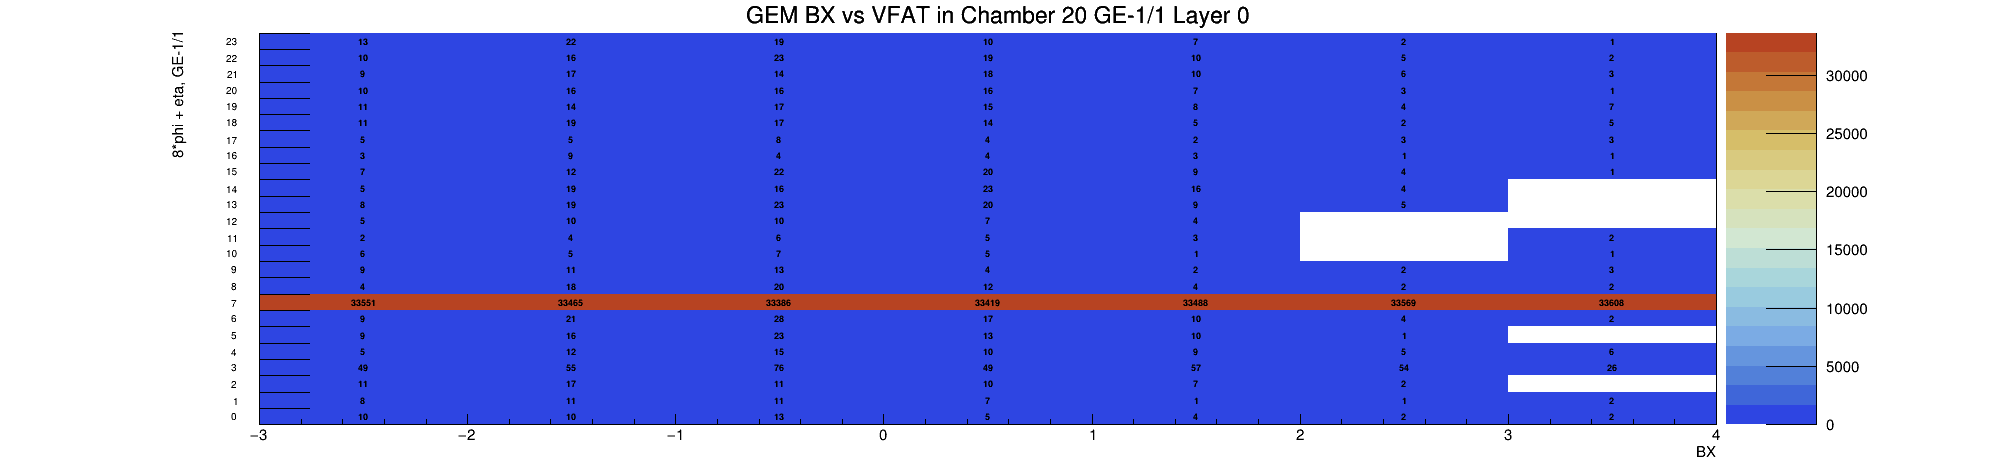 GEM BX vs VFAT in Chamber 20 GE-1/1 Layer 0
8*phi + eta, GE-1/1
23 13 22 19 10 7 2 1
22 10 16 23 19 10 5 2
21 9 17 14 18 10 6 3
20 10 16 16 16 7 3 1
19 11 14 17 15 8 4 7
18 11 19 17 14 5 2 5
17 5 5 8 4 2 3 3
16 3 9 4 4 3 1 1
15 7 12 22 20 9 4 1
14 5 19 16 23 16 4
13 8 19 23 20 9 5
12 5 10 10 7 4
11 2 4 6 5 3 2
10 6 5 7 5 1 1
9 9 11 13 4 2 2 3
8 4 18 20 12 4 2 2
7 33551 33465 33386 33419 33488 33569 33608
6 9 21 28 17 10 4 2
5 9 16 23 13 10 1
4 5 12 15 10 9 5 6
3 49 55 76 49 57 54 26
2 11 17 11 10 7 2
1 8 11 11 7 1 1 2
0 10 10 13 5 4 2 2
−3 −2 −1 0 1 2 3 4
BX
30000
25000
20000
15000
10000
5000
0